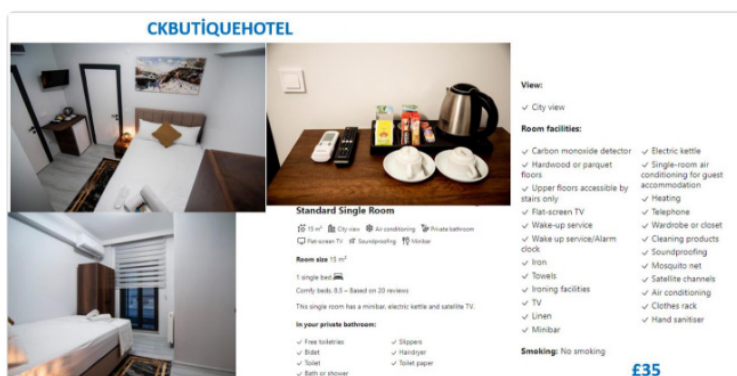 CKBUTİQUEHOTEL
Standard Single Room
15 m² City view Air conditioning Private bathroom
Flat-screen TV Soundproofing Minibar
Room size 15 m²
1 single bed
Comfy beds, 8.5 – Based on 20 reviews
This single room has a minibar, electric kettle and satellite TV.
In your private bathroom:
✓ Free toiletries
✓ Bidet
✓ Toilet
✓ Bath or shower
✓ Slippers
✓ Hairdryer
✓ Toilet paper
View:
✓ City view
Room facilities:
✓ Carbon monoxide detector
✓ Hardwood or parquet
floors
✓ Upper floors accessible by
stairs only
✓ Flat-screen TV
✓ Wake-up service
✓ Wake up service/Alarm
clock
✓ Iron
✓ Towels
✓ Ironing facilities
✓ TV
✓ Linen
✓ Minibar
✓ Electric kettle
✓ Single-room air
conditioning for guest
accommodation
✓ Heating
✓ Telephone
✓ Wardrobe or closet
✓ Cleaning products
✓ Soundproofing
✓ Mosquito net
✓ Satellite channels
✓ Air conditioning
✓ Clothes rack
✓ Hand sanitiser
Smoking: No smoking
£35